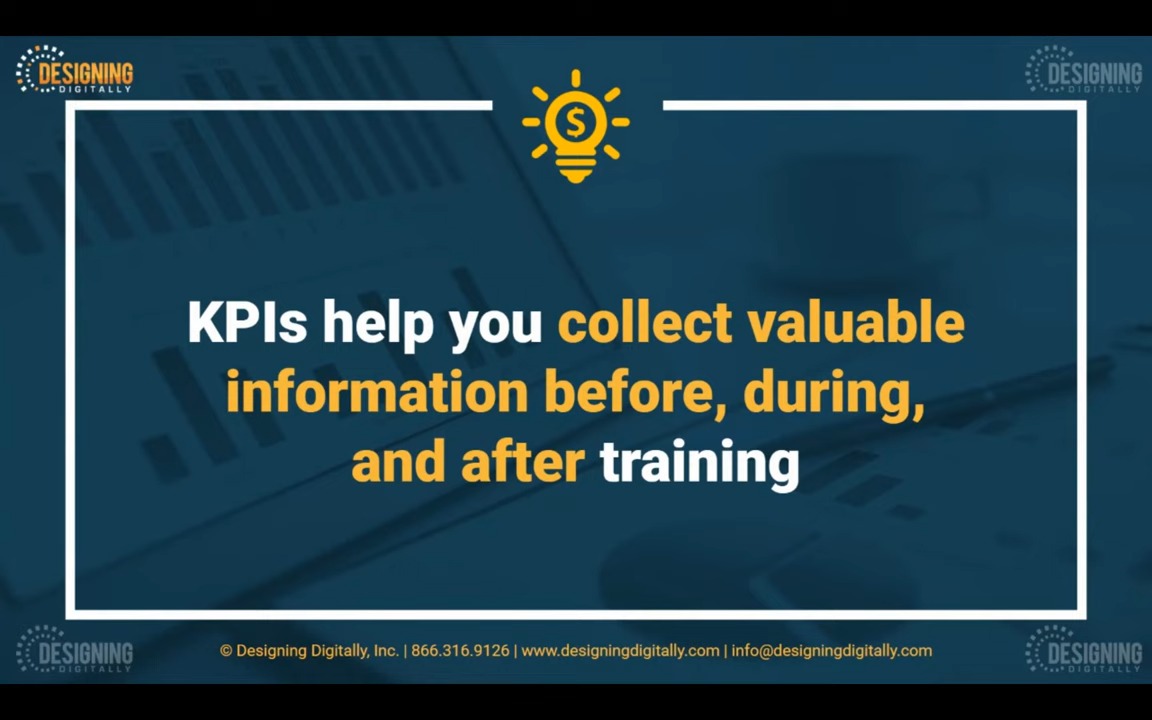 DESIGNING
DIGITALLY
DESIGNING
DIGITALLY
$
KPIs help you collect valuable
information before, during,
and after training
DESIGNING
DIGITALLY
© Designing Digitally, Inc. | 866.316.9126 | www.designingdigitally.com | info@designingdigitally.com
DESIGNING
DIGITALLY